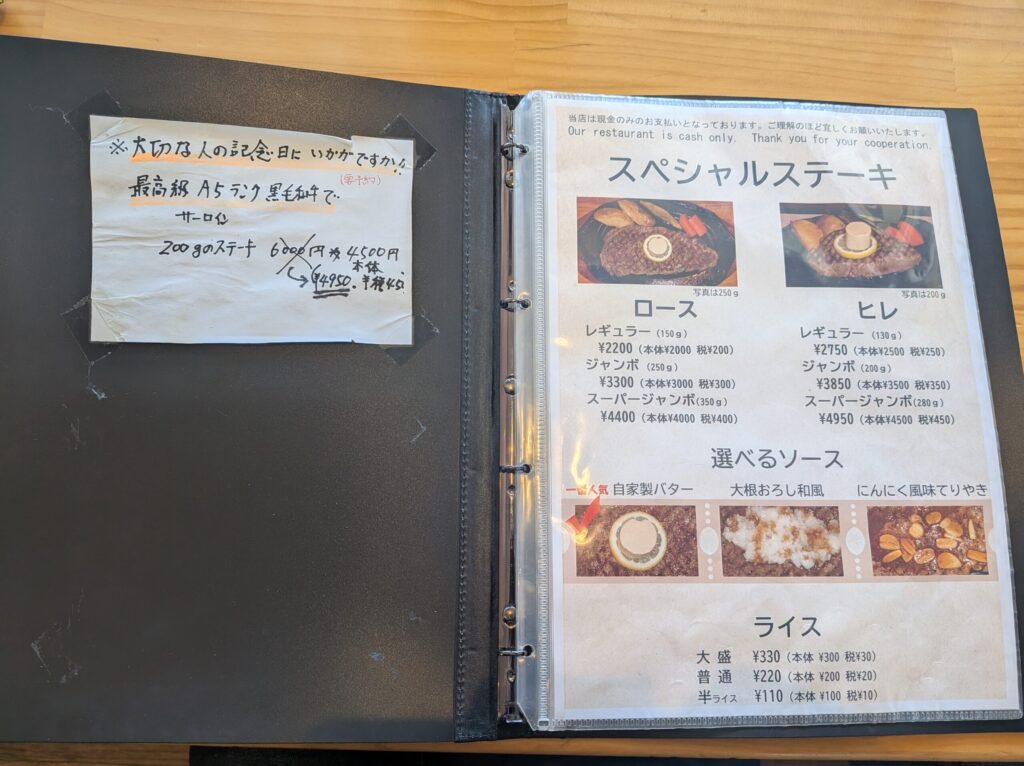 ※大切な人の記念日にいかがですか!!
(要予約)
最高級 A5ランク 黒毛和牛で
サーロイン
200gのステーキ 6000円 4500円
本体
¥4950
当店は現金のみのお支払いとなっております。ご理解のほど宜しくお願いいたします。
Our restaurant is cash only. Thank you for your cooperation.
スペシャルステーキ
写真は250g
写真は200g
ロース
レギュラー (150g)
¥2200 (本体¥2000 税¥200)
ジャンボ (250g)
¥3300 (本体¥3000 税¥300)
スーパージャンボ(350g)
¥4400 (本体¥4000 税¥400)
ヒレ
レギュラー (130g)
¥2750 (本体¥2500 税¥250)
ジャンボ (200g)
¥3850 (本体¥3500 税¥350)
スーパージャンボ(280g)
¥4950 (本体¥4500 税¥450)
選べるソース
一番人気 自家製バター
大根おろし和風
にんにく風味てりやき
ライス
大 盛 ¥330 (本体 ¥300 税¥30)
普 通 ¥220 (本体 ¥200 税¥20)
半ライス ¥110 (本体 ¥100 税¥10)